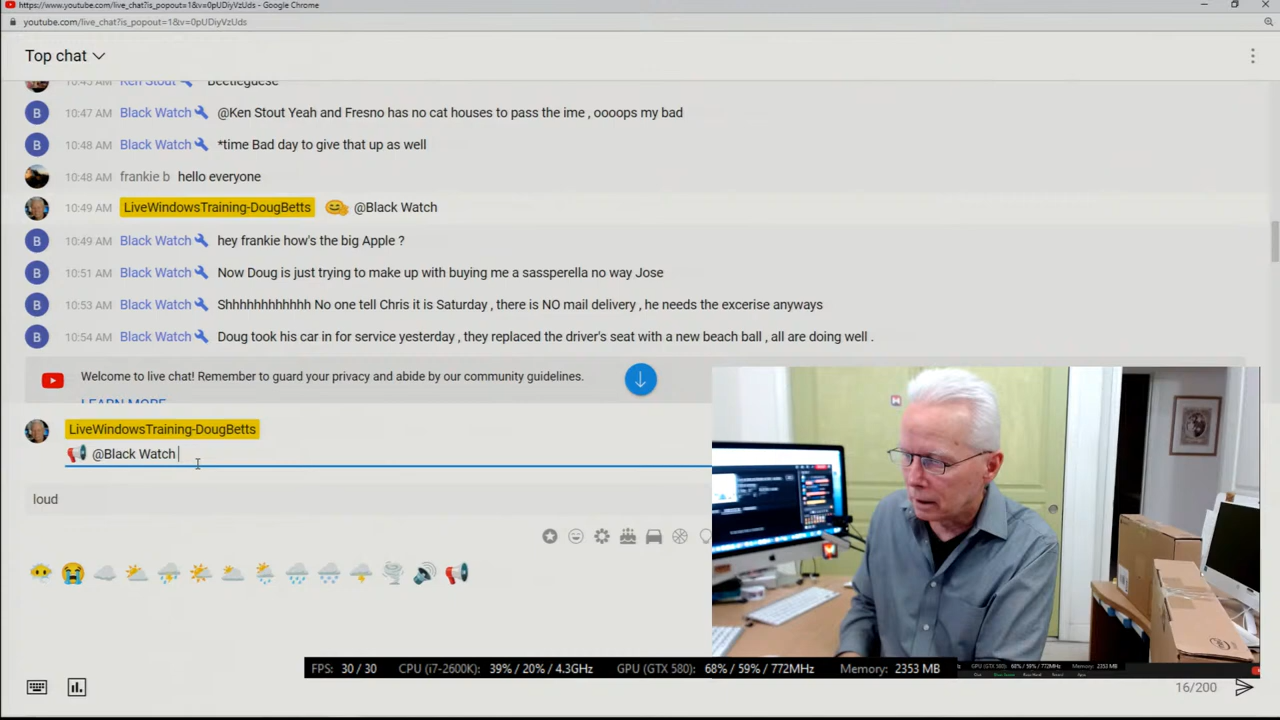 https://www.youtube.com/live_chat?is_popout=1&v=0pUDiyVzUds - Google Chrome
youtube.com/live_chat?is_popout=1&v=0pUDiyVzUds
Top chat
10:45 AM Ken Stout Beetleguese
10:47 AM Black Watch @Ken Stout Yeah and Fresno has no cat houses to pass the ime , oooops my bad
10:48 AM Black Watch *time Bad day to give that up as well
10:48 AM frankie b hello everyone
10:49 AM LiveWindowsTraining-DougBetts @Black Watch
10:49 AM Black Watch hey frankie how's the big Apple ?
10:51 AM Black Watch Now Doug is just trying to make up with buying me a sassperella no way Jose
10:53 AM Black Watch Shhhhhhhhhhhh No one tell Chris it is Saturday , there is NO mail delivery , he needs the excerise anyways
10:54 AM Black Watch Doug took his car in for service yesterday , they replaced the driver's seat with a new beach ball , all are doing well .
Welcome to live chat! Remember to guard your privacy and abide by our community guidelines.
LEARN MORE
LiveWindowsTraining-DougBetts
@Black Watch
loud
FPS: 30 / 30 CPU (i7-2600K): 39% / 20% / 4.3GHz GPU (GTX 580): 68% / 59% / 772MHz Memory: 2353 MB
16/200